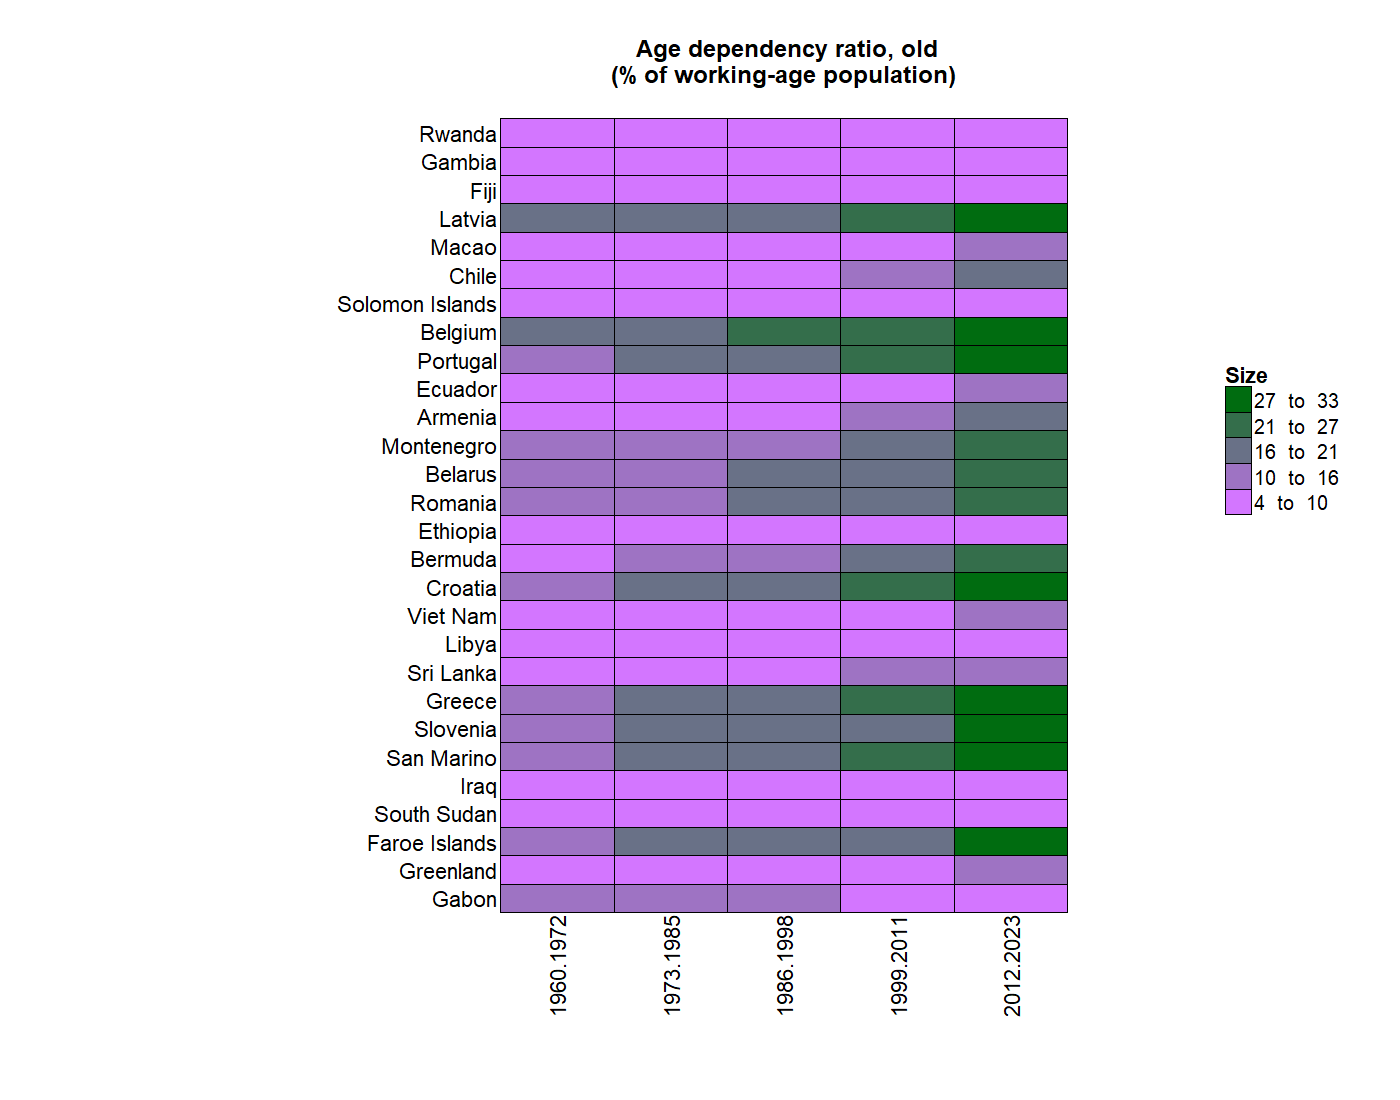 Age dependency ratio, old
(% of working-age population)
Rwanda
Gambia
Fiji
Latvia
Macao
Chile
Solomon Islands
Belgium
Portugal
Ecuador
Armenia
Montenegro
Belarus
Romania
Ethiopia
Bermuda
Croatia
Viet Nam
Libya
Sri Lanka
Greece
Slovenia
San Marino
Iraq
South Sudan
Faroe Islands
Greenland
Gabon
1960.1972
1973.1985
1986.1998
1999.2011
2012.2023
Size
27 to 33
21 to 27
16 to 21
10 to 16
4 to 10